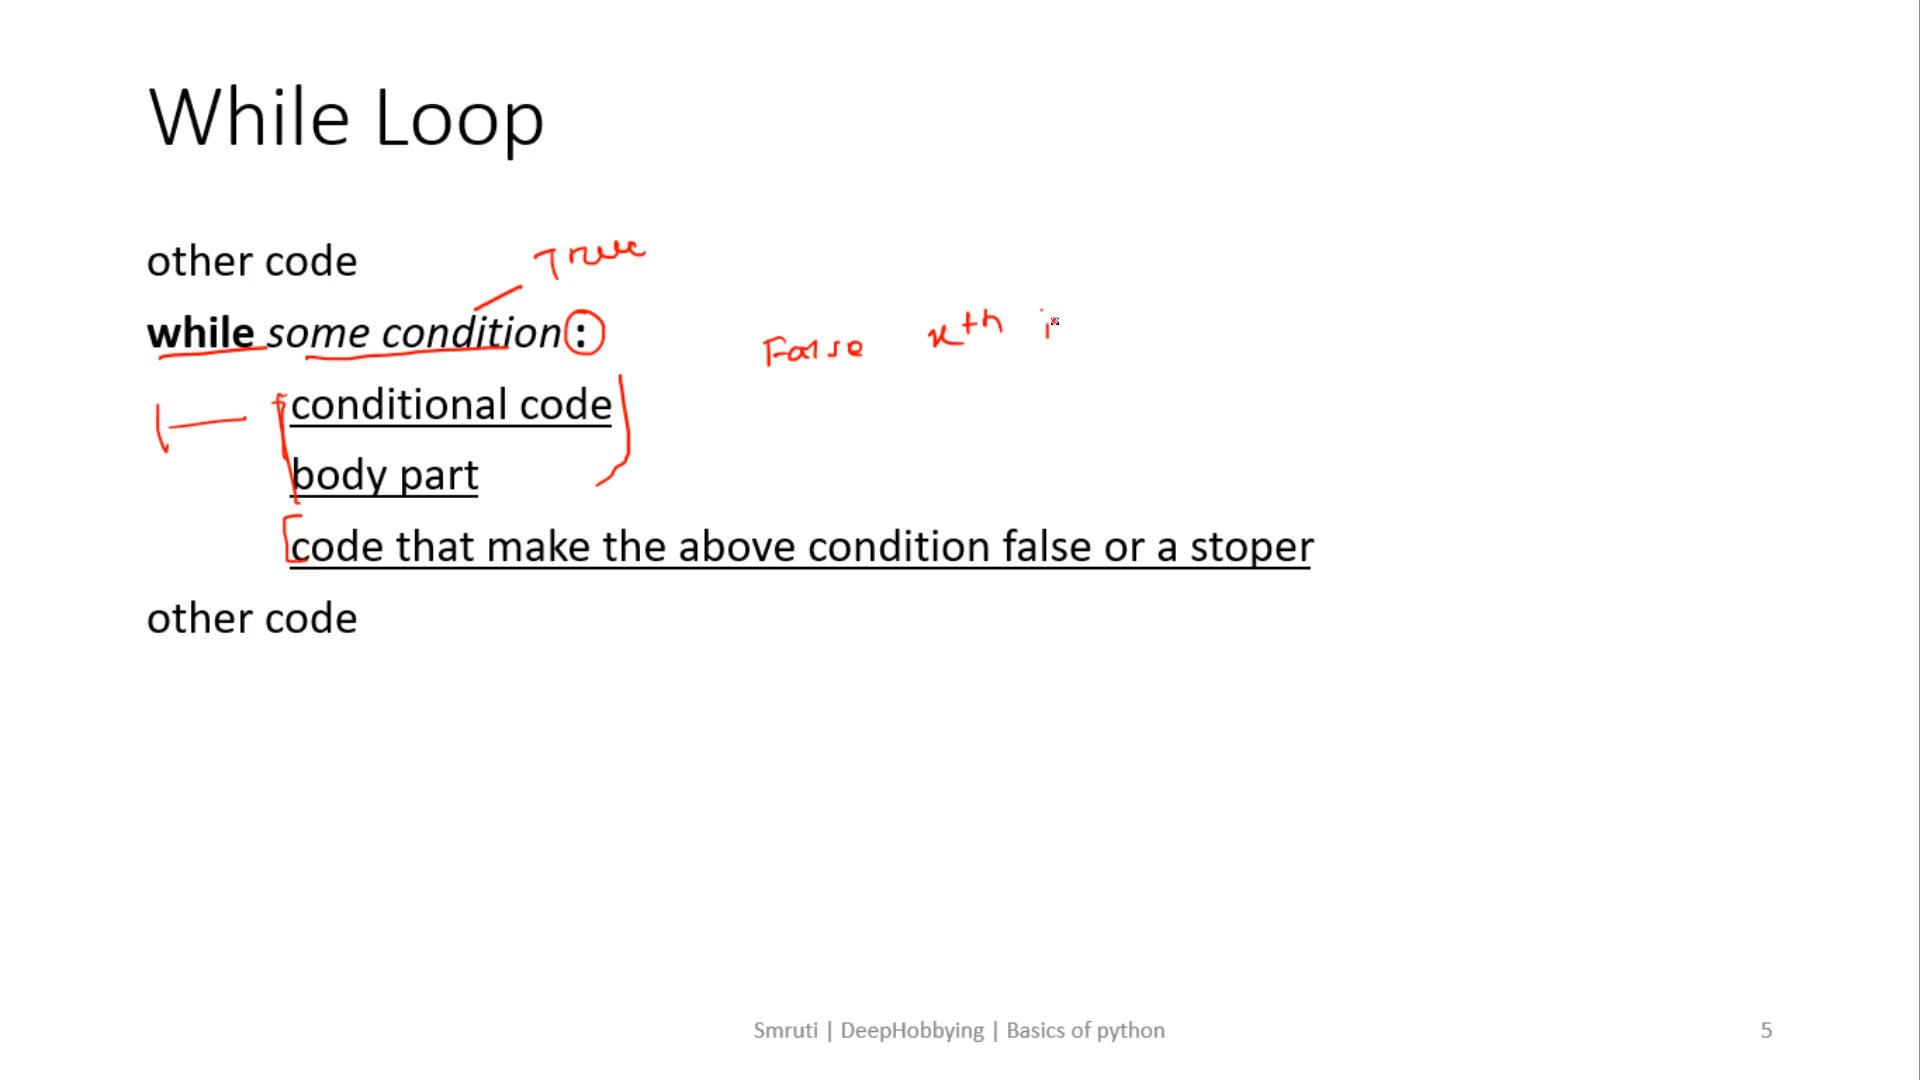 While Loop
other code
True
while some condition:
False xth i
conditional code
body part
code that make the above condition false or a stoper
other code
Smruti | DeepHobbying | Basics of python
5